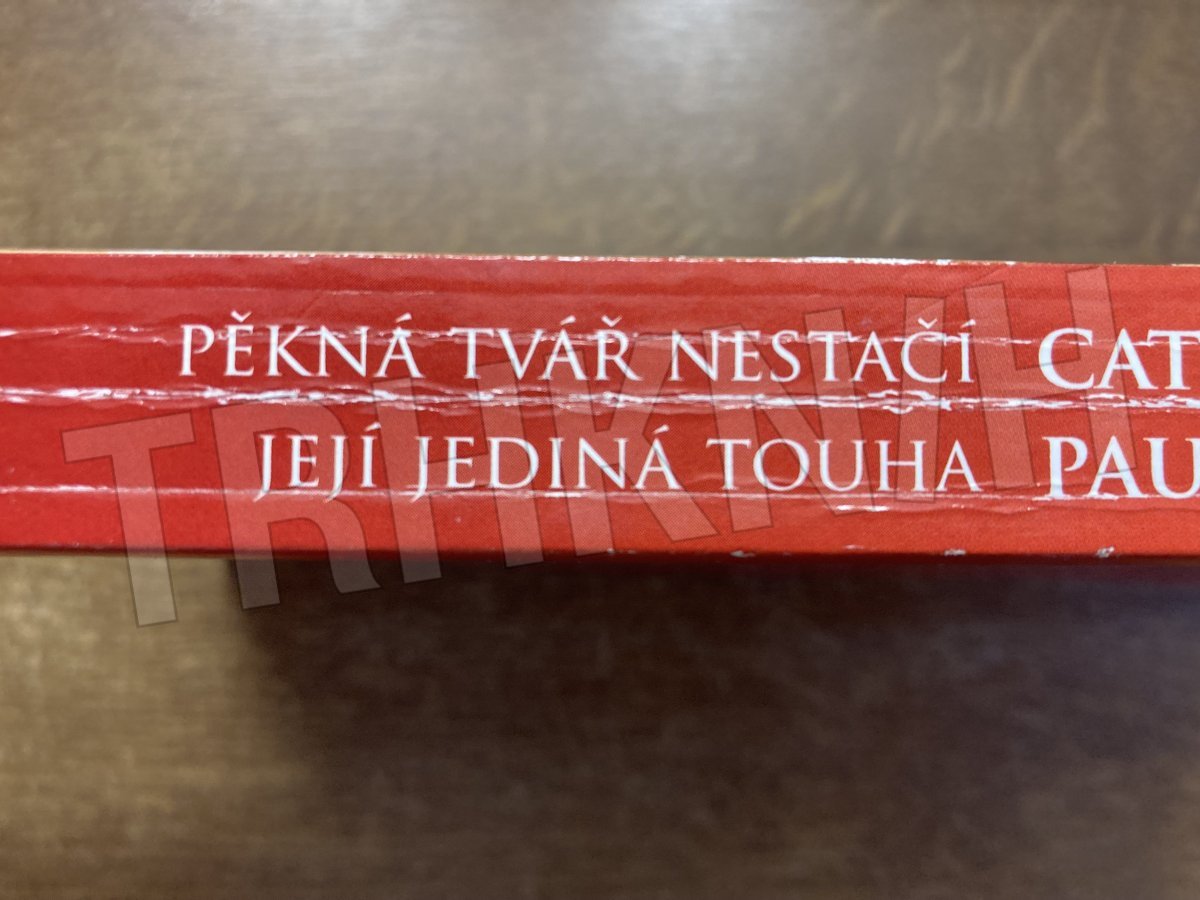 PĚKNÁ TVÁŘ NESTAČÍ CAT
JEJÍ JEDINÁ TOUHA PAU
TRHKNIH